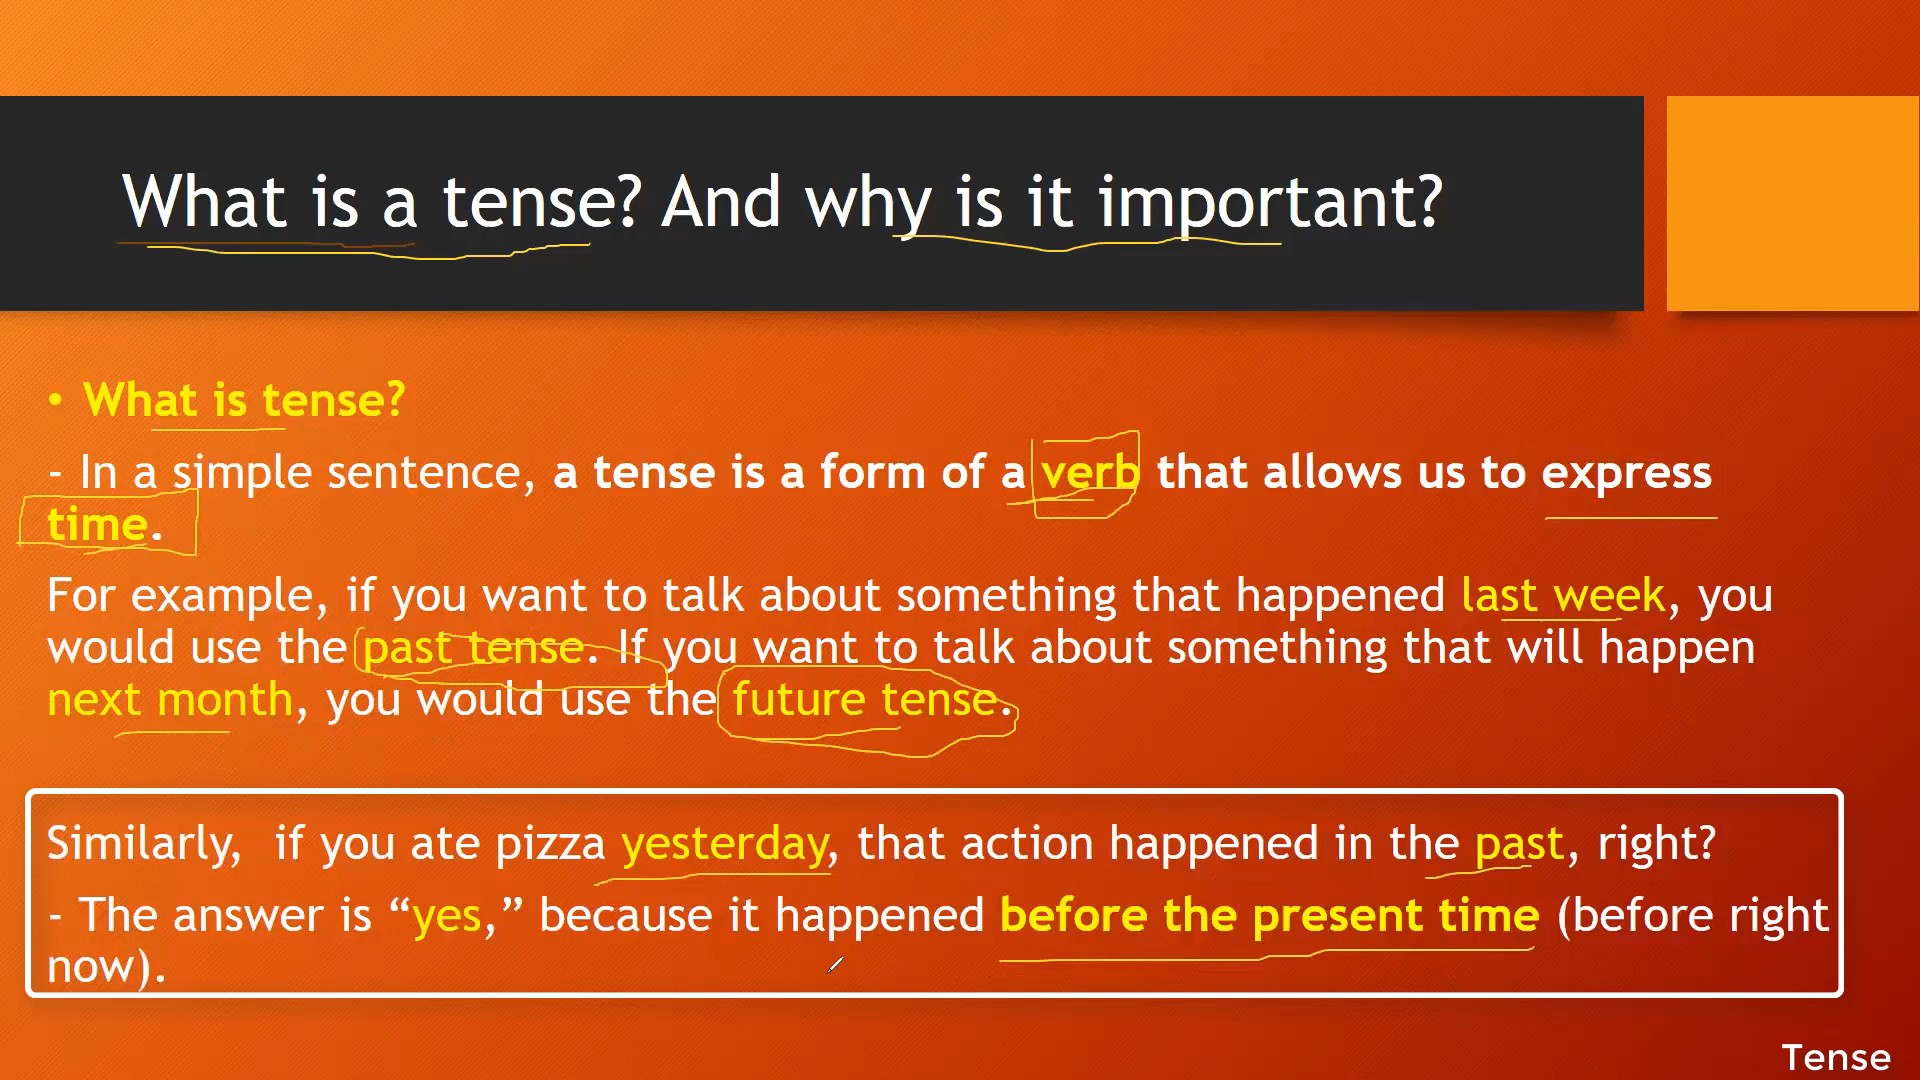 What is a tense? And why is it important?
• What is tense?
- In a simple sentence, a tense is a form of a verb that allows us to express
time.
For example, if you want to talk about something that happened last week, you
would use the past tense. If you want to talk about something that will happen
next month, you would use the future tense.
Similarly,  if you ate pizza yesterday, that action happened in the past, right?
- The answer is “yes,” because it happened before the present time (before right
now).
Tense